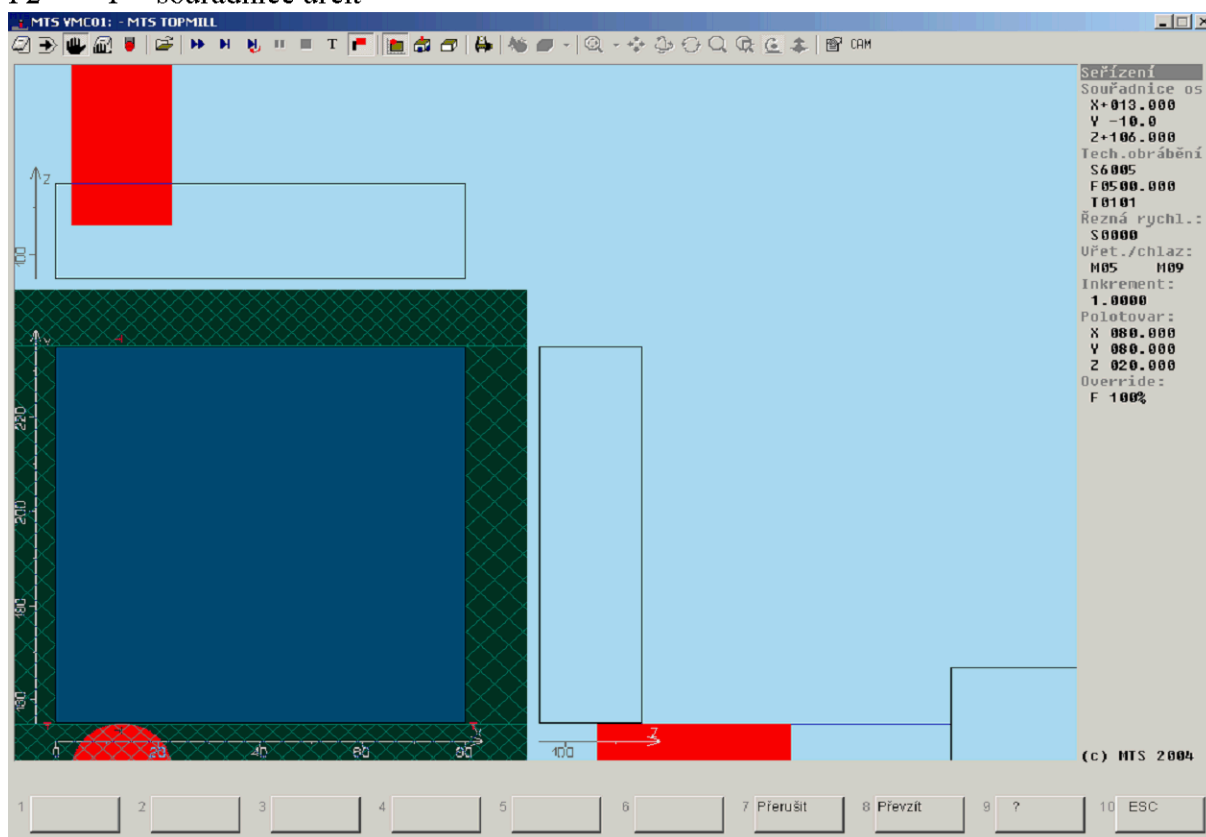 MTS VMC01: - MTS TOPMILL
T
CAM
Seřízení
Souřadnice os
X+013.000
Y -10.0
Z+106.000
Tech.obrábění
S6005
F0500.000
T0101
Řezná rychl.:
S0000
Vřet./chlaz:
M05 M09
Inkrement:
1.0000
Polotovar:
X 080.000
Y 080.000
Z 020.000
Override:
F 100%
Z
100
Y
220
200
180
160
0 20 40 60 80
X
100
Z
(c) MTS 2004
1
2
3
4
5
6
7 Přerušit
8 Převzít
9 ?
10 ESC